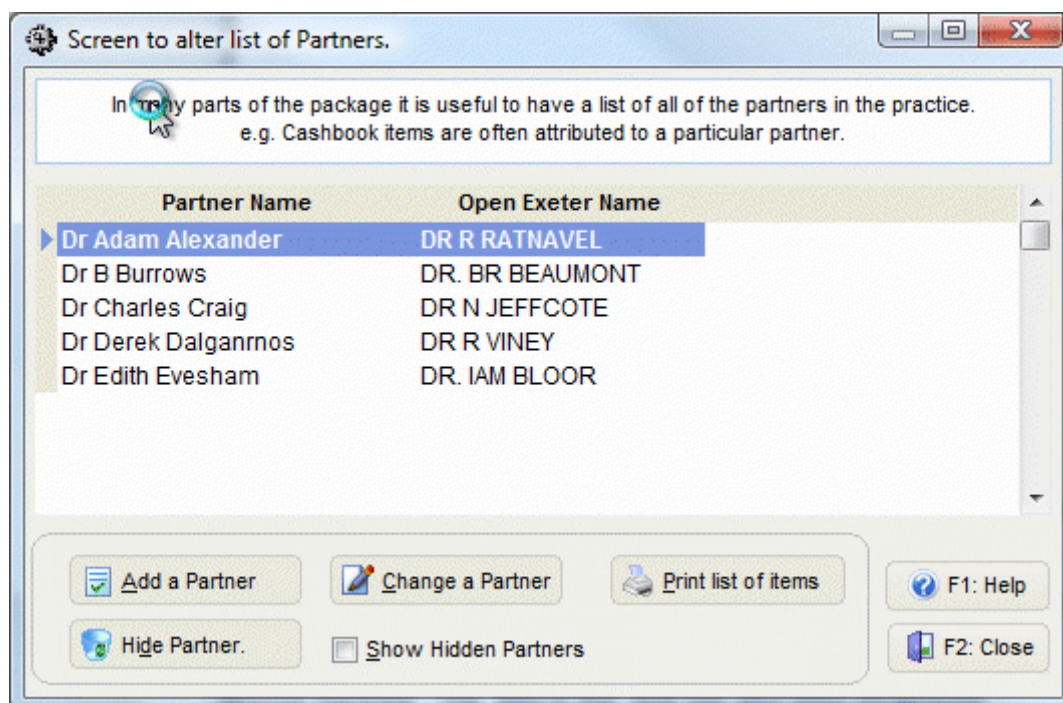 Screen to alter list of Partners.
In many parts of the package it is useful to have a list of all of the partners in the practice.
e.g. Cashbook items are often attributed to a particular partner.
Partner Name Open Exeter Name
Dr Adam Alexander DR R RATNAVEL
Dr B Burrows DR. BR BEAUMONT
Dr Charles Craig DR N JEFFCOTE
Dr Derek Dalganrnos DR R VINEY
Dr Edith Evesham DR. IAM BLOOR
Add a Partner Change a Partner Print list of items F1: Help
Hide Partner. Show Hidden Partners F2: Close